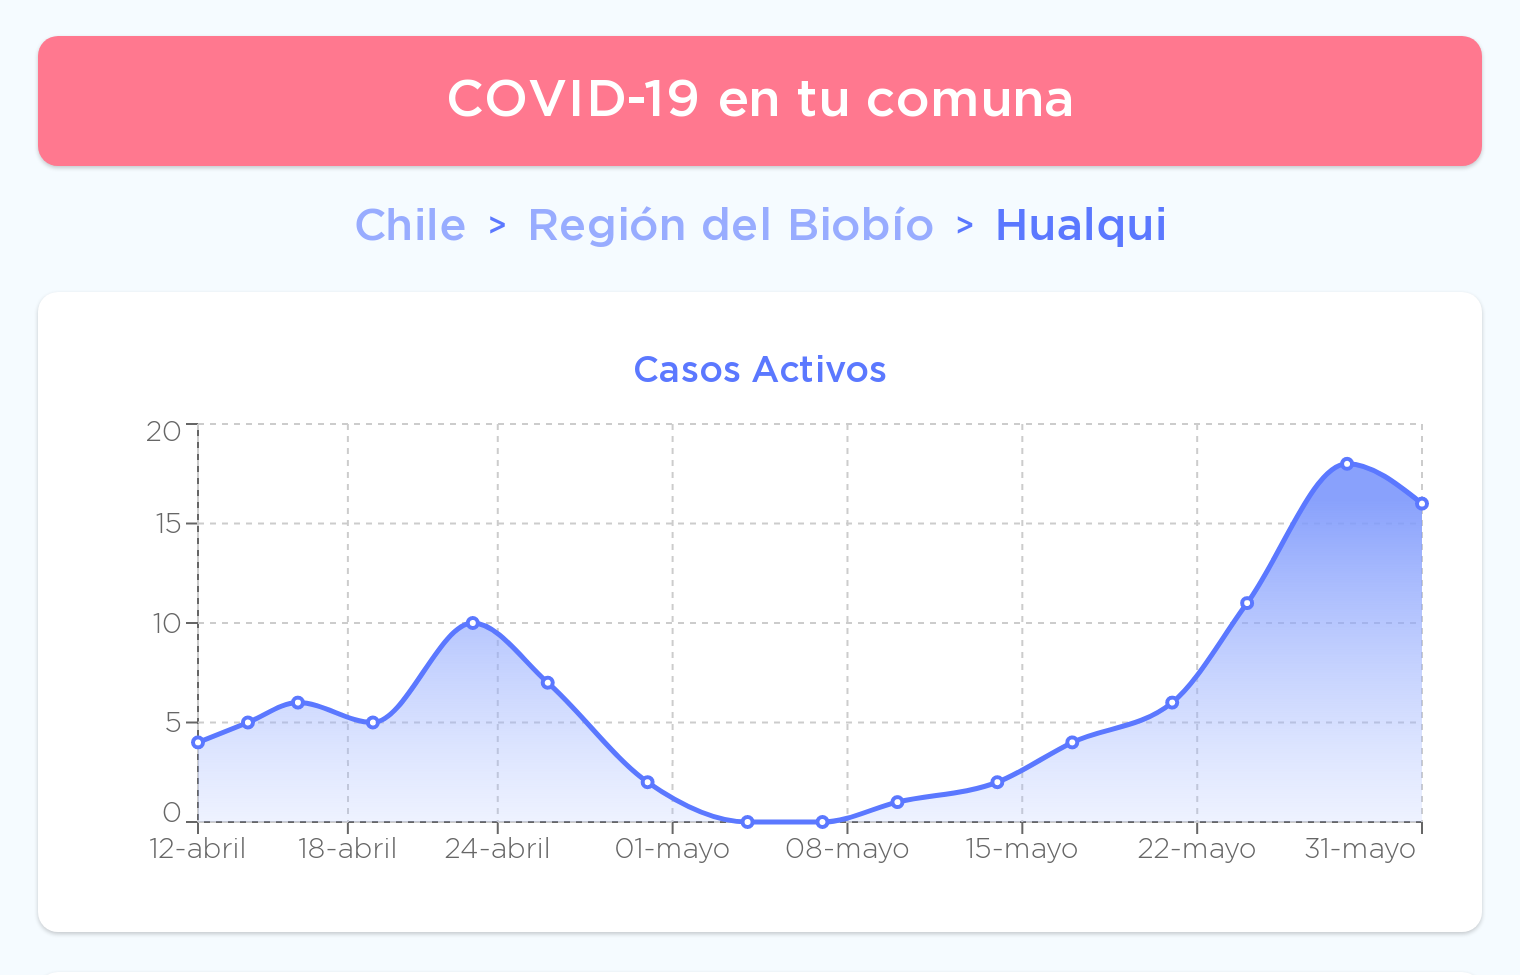 COVID-19 en tu comuna
Chile > Región del Biobío > Hualqui
Casos Activos
20
15
10
5
0
12-abril 18-abril 24-abril 01-mayo 08-mayo 15-mayo 22-mayo 31-mayo